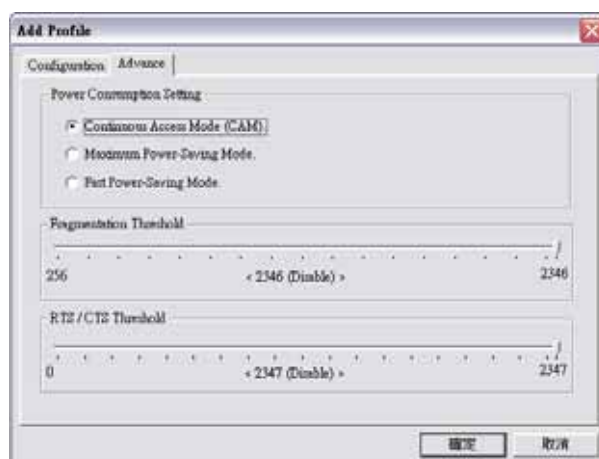 Add Profile
Configuration Advance
Power Consumption Setting
Continuous Access Mode (CAM).
Maximum Power-Saving Mode.
Fast Power-Saving Mode.
Fragmentation Threshold
256 < 2346 (Disable) > 2346
RTS / CTS Threshold
0 < 2347 (Disable) > 2347
確定 取消